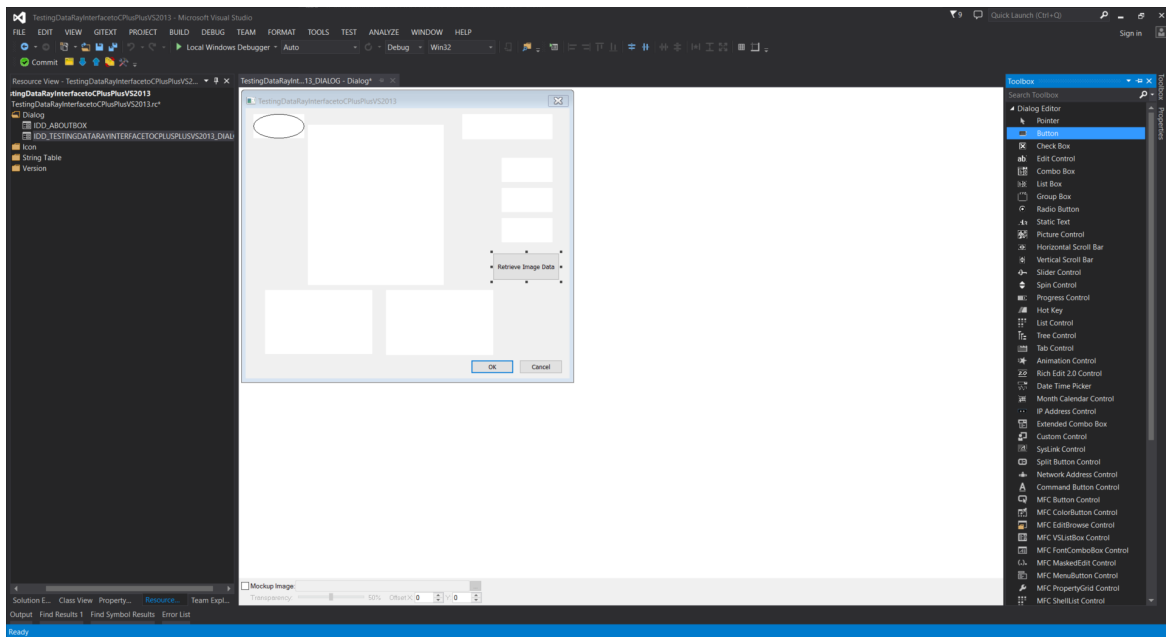 TestingDataRayInterfacetoCPlusPlusVS2013 - Microsoft Visual Studio
9
Quick Launch (Ctrl+Q)
FILE EDIT VIEW GITEXT PROJECT BUILD DEBUG TEAM FORMAT TOOLS TEST ANALYZE WINDOW HELP
Sign in
Local Windows Debugger Auto Debug Win32
Commit
Resource View - TestingDataRayInterfacetoCPlusPlusVS2...
TestingDataRayInt...13_DIALOG - Dialog*
Toolbox
tingDataRayInterfacetoCPlusPlusVS2013
TestingDataRayInterfacetoCPlusPlusVS2013.rc*
Dialog
IDD_ABOUTBOX
IDD_TESTINGDATARAYINTERFACETOCPLUSPLUSVS2013_DIAL
Icon
String Table
Version
TestingDataRayInterfacetoCPlusPlusVS2013
Retrieve Image Data
OK Cancel
Mockup Image:
Transparency: 50% Offset X: 0 Y: 0
Search Toolbox
Dialog Editor
Pointer
Button
Check Box
Edit Control
Combo Box
List Box
Group Box
Radio Button
Static Text
Picture Control
Horizontal Scroll Bar
Vertical Scroll Bar
Slider Control
Spin Control
Progress Control
Hot Key
List Control
Tree Control
Tab Control
Animation Control
Rich Edit 2.0 Control
Date Time Picker
Month Calendar Control
IP Address Control
Extended Combo Box
Custom Control
SysLink Control
Split Button Control
Network Address Control
Command Button Control
MFC Button Control
MFC ColorButton Control
MFC EditBrowse Control
MFC VSListBox Control
MFC FontComboBox Control
MFC MaskedEdit Control
MFC MenuButton Control
MFC PropertyGrid Control
MFC ShellList Control
Toolbox
Properties
Solution E... Class View Property... Resource... Team Expl...
Output Find Results 1 Find Symbol Results Error List
Ready